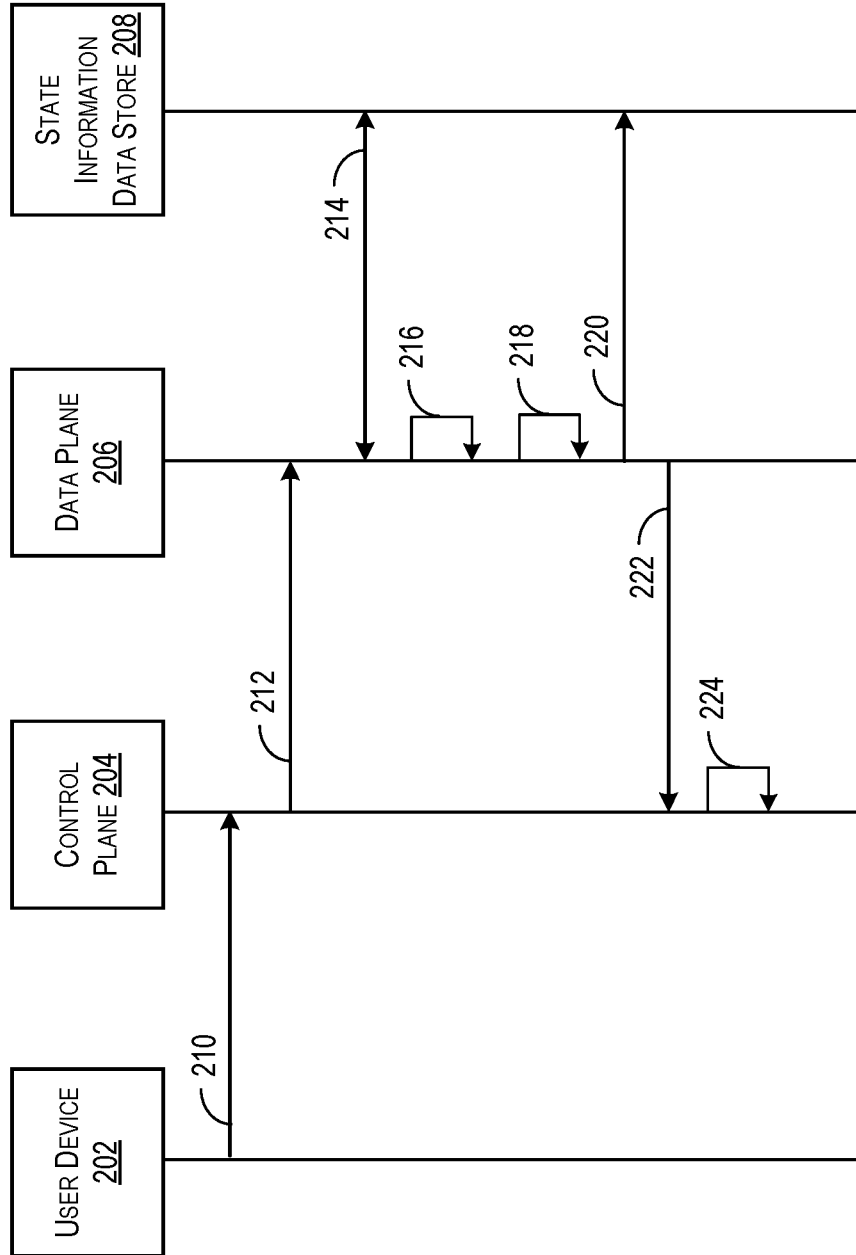 USER DEVICE
202
CONTROL
PLANE 204
DATA PLANE
206
STATE
INFORMATION
DATA STORE 208
210
212
214
216
218
220
222
224